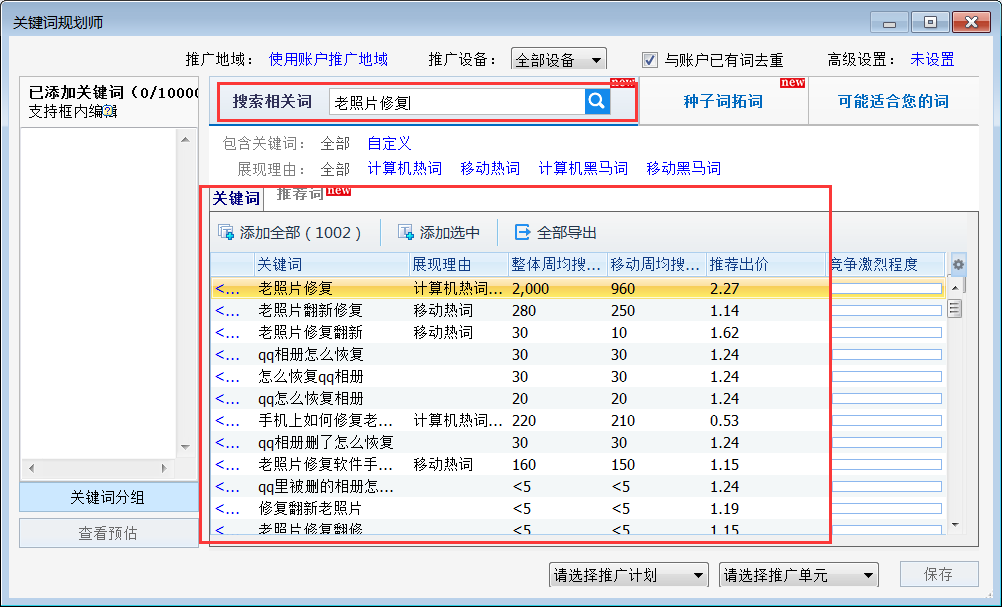 关键词规划师
推广地域： 使用账户推广地域 推广设备： 全部设备 与账户已有词去重 高级设置： 未设置
已添加关键词（0/10000
支持框内编辑
搜索相关词 老照片修复 new
种子词拓词 new
可能适合您的词
包含关键词： 全部 自定义
展现理由： 全部 计算机热词 移动热词 计算机黑马词 移动黑马词
关键词 推荐词 new
添加全部 ( 1002 ) 添加选中 全部导出
关键词 展现理由 整体周均搜... 移动周均搜... 推荐出价 竞争激烈程度
<... 老照片修复 计算机热词... 2,000 960 2.27
<... 老照片翻新修复 移动热词 280 250 1.14
<... 老照片修复翻新 移动热词 30 10 1.62
<... qq相册怎么恢复 30 30 1.24
<... 怎么恢复qq相册 30 30 1.24
<... qq怎么恢复相册 20 20 1.24
<... 手机上如何修复老... 计算机热词... 220 210 0.53
<... qq相册删了怎么恢复 30 30 1.24
<... 老照片修复软件手... 移动热词 160 150 1.15
<... qq里被删的相册怎... <5 <5 1.24
<... 修复翻新老照片 <5 <5 1.19
<... 老照片修复翻修 <5 <5 1.15
关键词分组
查看预估
请选择推广计划 请选择推广单元 保存